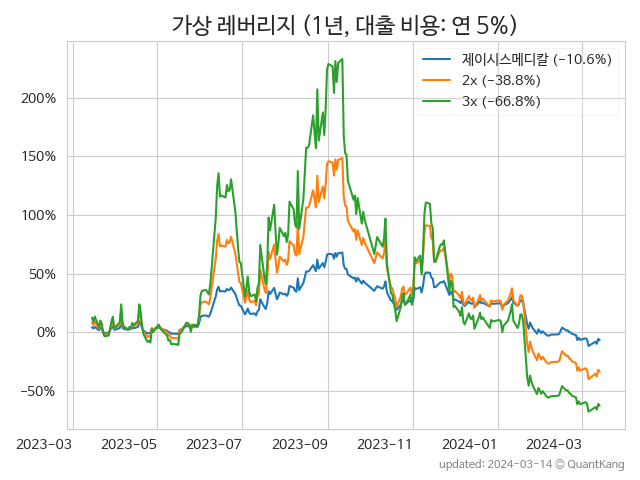 가상 레버리지 (1년, 대출 비용: 연 5%)
제이시스메디칼 (−10.6%)
2x (−38.8%)
3x (−66.8%)
200%
150%
100%
50%
0%
−50%
2023−03 2023−05 2023−07 2023−09 2023−11 2024−01 2024−03
updated: 2024-03-14 © QuantKang